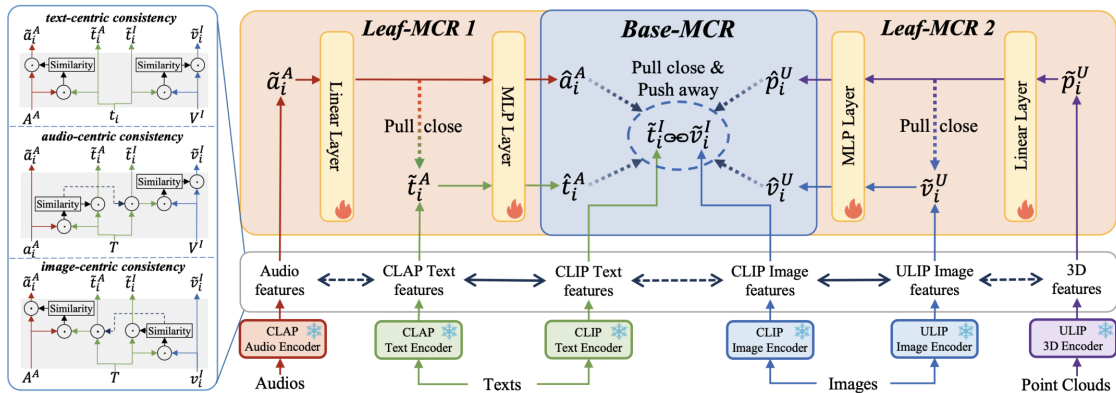 text-centric consistency
ã_i^A t̃_i^A t̃_i^I ṽ_i^I
Similarity Similarity
A^A t_i V^I
audio-centric consistency
ã_i^A t̃_i^A t̃_i^I ṽ_i^I
Similarity
Similarity
a_i^A T V^I
image-centric consistency
ã_i^A t̃_i^A t̃_i^I ṽ_i^I
Similarity
Similarity
A^A T v_i^I
Leaf-MCR 1 Base-MCR Leaf-MCR 2
ã_i^A
Linear Layer
Pull close
t̃_i^A
MLP Layer
â_i^A
t̂_i^A
Pull close &
Push away
t̃_i^I ṽ_i^I
p̂_i^U
v̂_i^U
MLP Layer
Pull close
ṽ_i^U
Linear Layer
p̃_i^U
Audio
features
CLAP Text
features
CLIP Text
features
CLIP Image
features
ULIP Image
features
3D
features
CLAP
Audio Encoder
CLAP
Text Encoder
CLIP
Text Encoder
CLIP
Image Encoder
ULIP
Image Encoder
ULIP
3D Encoder
Audios Texts Images Point Clouds